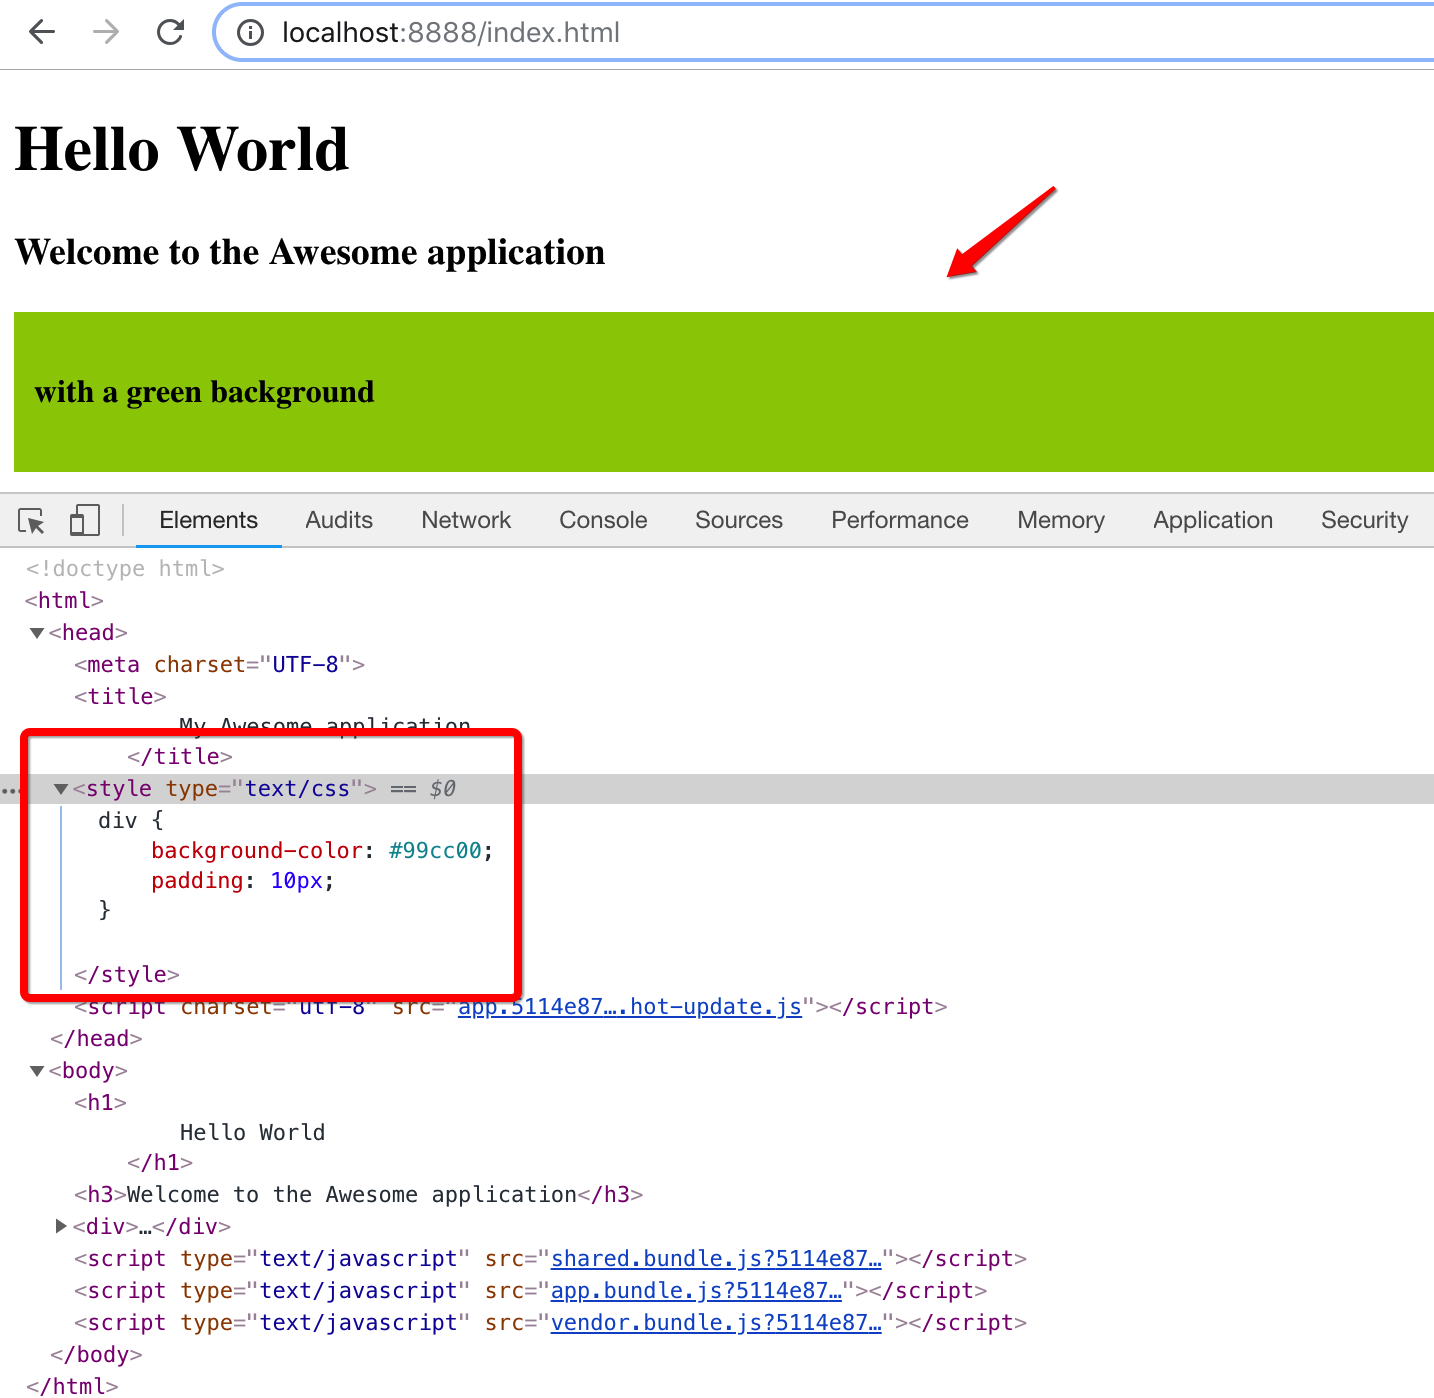 localhost:8888/index.html
Hello World
Welcome to the Awesome application
with a green background
Elements Audits Network Console Sources Performance Memory Application Security
<!doctype html>
<html>
<head>
<meta charset="UTF-8">
<title>
My Awesome application
</title>
<style type="text/css"> == $0
div {
background-color: #99cc00;
padding: 10px;
}
</style>
<script charset="utf-8" src="app.5114e87….hot-update.js"></script>
</head>
<body>
<h1>
Hello World
</h1>
<h3>Welcome to the Awesome application</h3>
<div>…</div>
<script type="text/javascript" src="shared.bundle.js?5114e87…"></script>
<script type="text/javascript" src="app.bundle.js?5114e87…"></script>
<script type="text/javascript" src="vendor.bundle.js?5114e87…"></script>
</body>
</html>